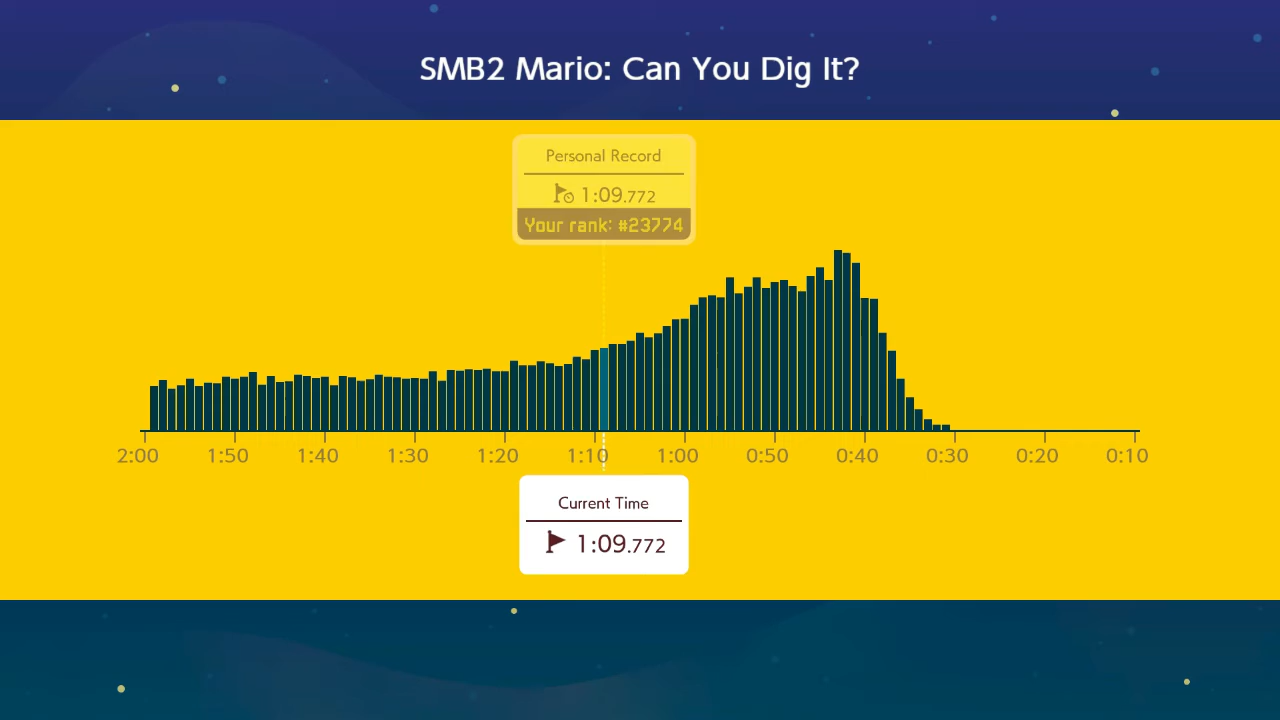 SMB2 Mario: Can You Dig It?
Personal Record
1:09.772
Your rank: #23774
2:00 1:50 1:40 1:30 1:20 1:10 1:00 0:50 0:40 0:30 0:20 0:10
Current Time
1:09.772